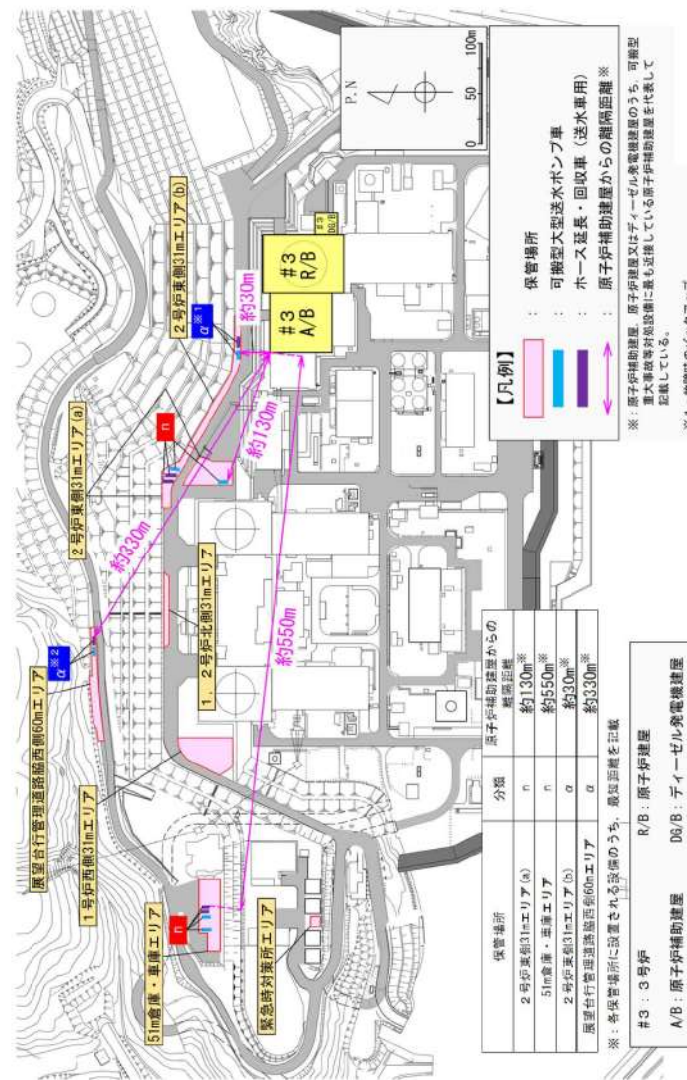 展望台行管理道路脇西側60mエリア
α※2
2号炉東側31mエリア(a)
n
2号炉東側31mエリア(b)
α※1
約30m
約130m
約330m
約550m
#3
A/B
#3
R/B
#3
DG/B
1, 2号炉北側31mエリア
1号炉西側31mエリア
51m倉庫・車庫エリア
n
緊急時対策所エリア
P.N
0 50 100m
【凡例】
: 保管場所
: 可搬型大型送水ポンプ車
: ホース延長・回収車(送水車用)
: 原子炉補助建屋からの離隔距離※
※:原子炉補助建屋, 原子炉建屋又はディーゼル発電機建屋のうち, 可搬型
重大事故等対処設備に最も近接している原子炉補助建屋を代表して
記載している。
保管場所 分類 原子炉補助建屋からの離隔距離
2号炉東側31mエリア(a) n 約130m※
51m倉庫・車庫エリア n 約550m※
2号炉東側31mエリア(b) α 約30m※
展望台行管理道路脇西側60mエリア α 約330m※
※:各保管場所に設置される設備のうち, 最短距離を記載
#3:3号炉 R/B:原子炉建屋
A/B:原子炉補助建屋 DG/B:ディーゼル発電機建屋